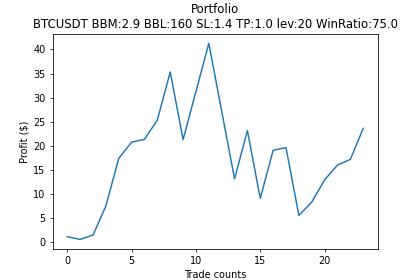 Portfolio
BTCUSDT BBM:2.9 BBL:160 SL:1.4 TP:1.0 lev:20 WinRatio:75.0
40
35
30
25
20
15
10
5
0
Profit ($)
0 5 10 15 20
Trade counts